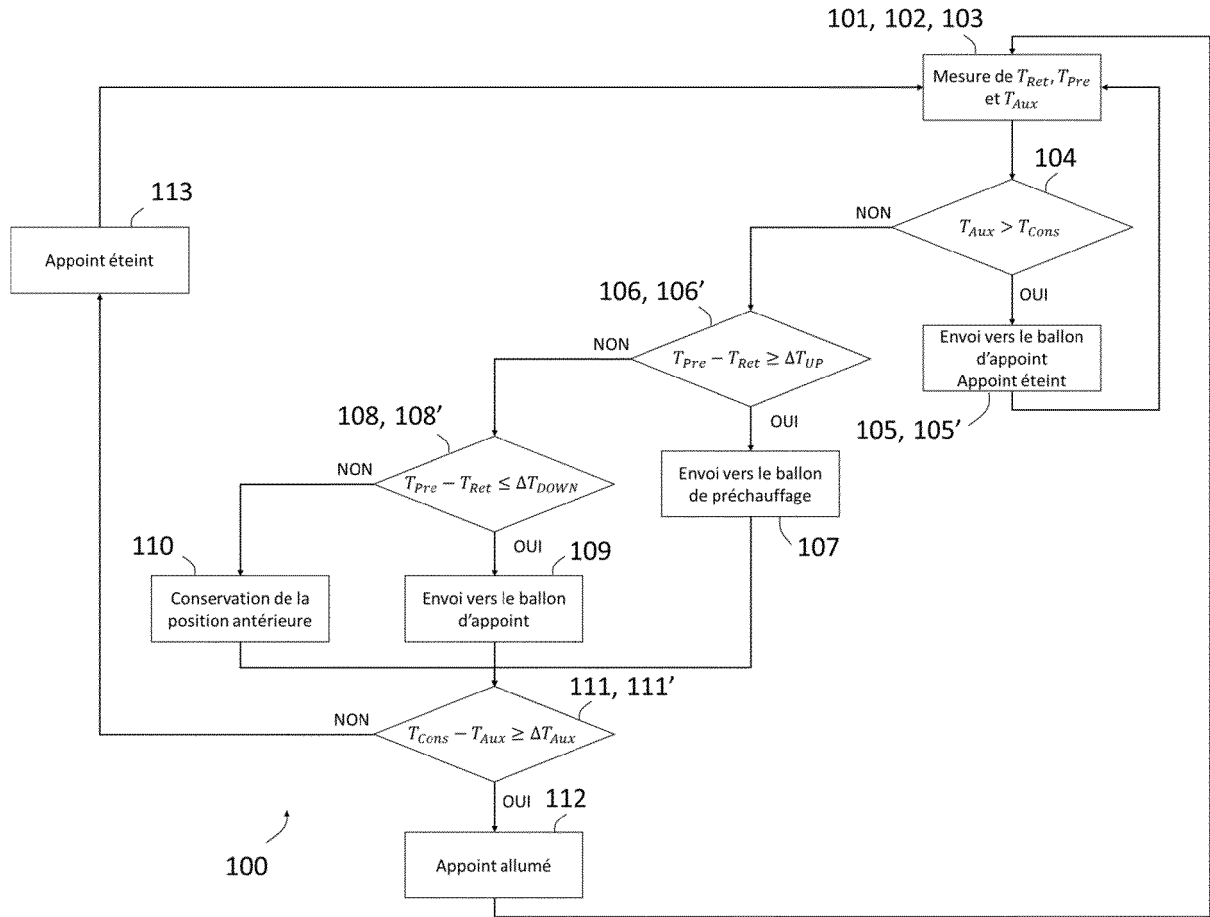 101, 102, 103
Mesure de T_Ret, T_Pre
et T_Aux
104
T_Aux > T_Cons
NON
OUI
113
Appoint éteint
106, 106’
T_Pre − T_Ret ≥ ΔT_UP
NON
OUI
Envoi vers le ballon
d’appoint
Appoint éteint
105, 105’
108, 108’
T_Pre − T_Ret ≤ ΔT_DOWN
NON
OUI
Envoi vers le ballon
de préchauffage
107
110
Conservation de la
position antérieure
109
Envoi vers le ballon
d’appoint
111, 111’
T_Cons − T_Aux ≥ ΔT_Aux
NON
OUI
112
Appoint allumé
100